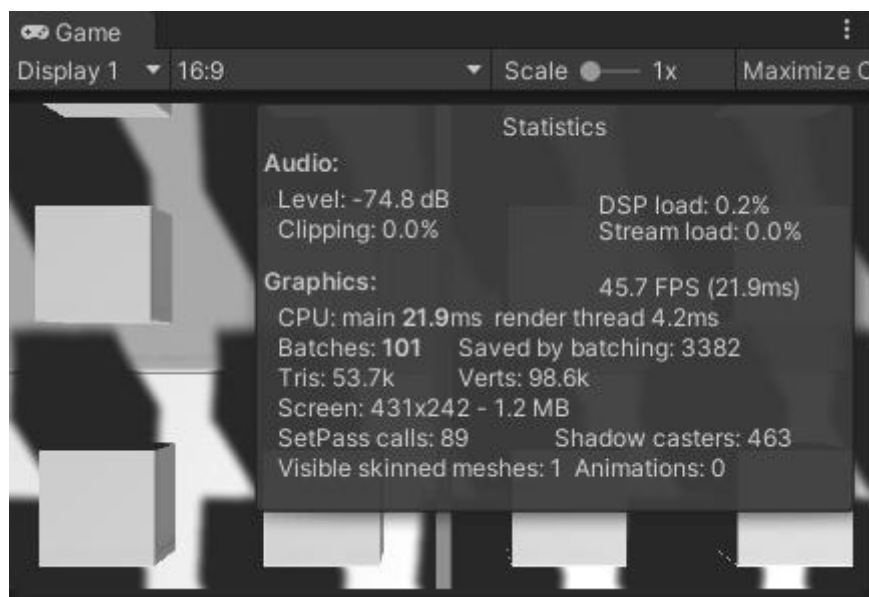 Game
Display 1 16:9 Scale 1x Maximize
Statistics
Audio:
Level: -74.8 dB DSP load: 0.2%
Clipping: 0.0% Stream load: 0.0%
Graphics: 45.7 FPS (21.9ms)
CPU: main 21.9ms render thread 4.2ms
Batches: 101 Saved by batching: 3382
Tris: 53.7k Verts: 98.6k
Screen: 431x242 - 1.2 MB
SetPass calls: 89 Shadow casters: 463
Visible skinned meshes: 1 Animations: 0